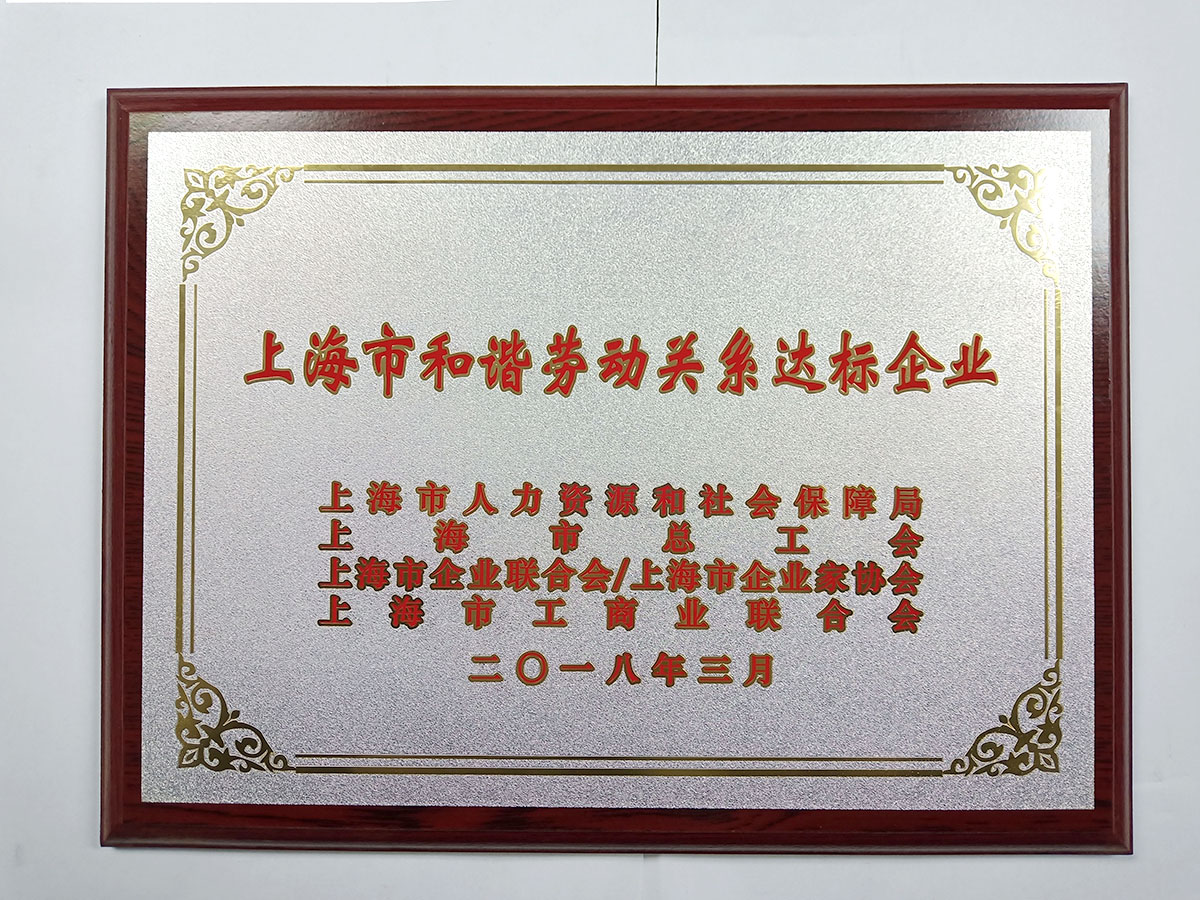 上海市和谐劳动关系达标企业
上海市人力资源和社会保障局
上海市总工会
上海市企业联合会/上海市企业家协会
上海市工商业联合会
二〇一八年三月